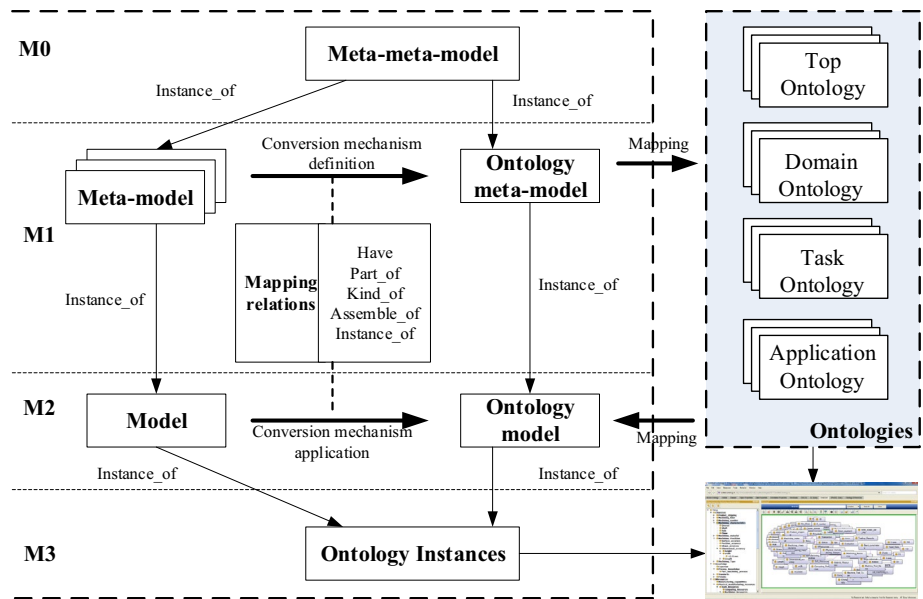 M0
Meta-meta-model
Instance_of
Instance_of
Top
Ontology
Conversion mechanism
definition
Mapping
Meta-model
Ontology
meta-model
Domain
Ontology
M1
Mapping
relations
Have
Part_of
Kind_of
Assemble_of
Instance_of
Instance_of
Instance_of
Task
Ontology
Application
Ontology
M2
Model
Conversion mechanism
application
Ontology
model
Mapping
Ontologies
Instance_of
Instance_of
M3
Ontology Instances